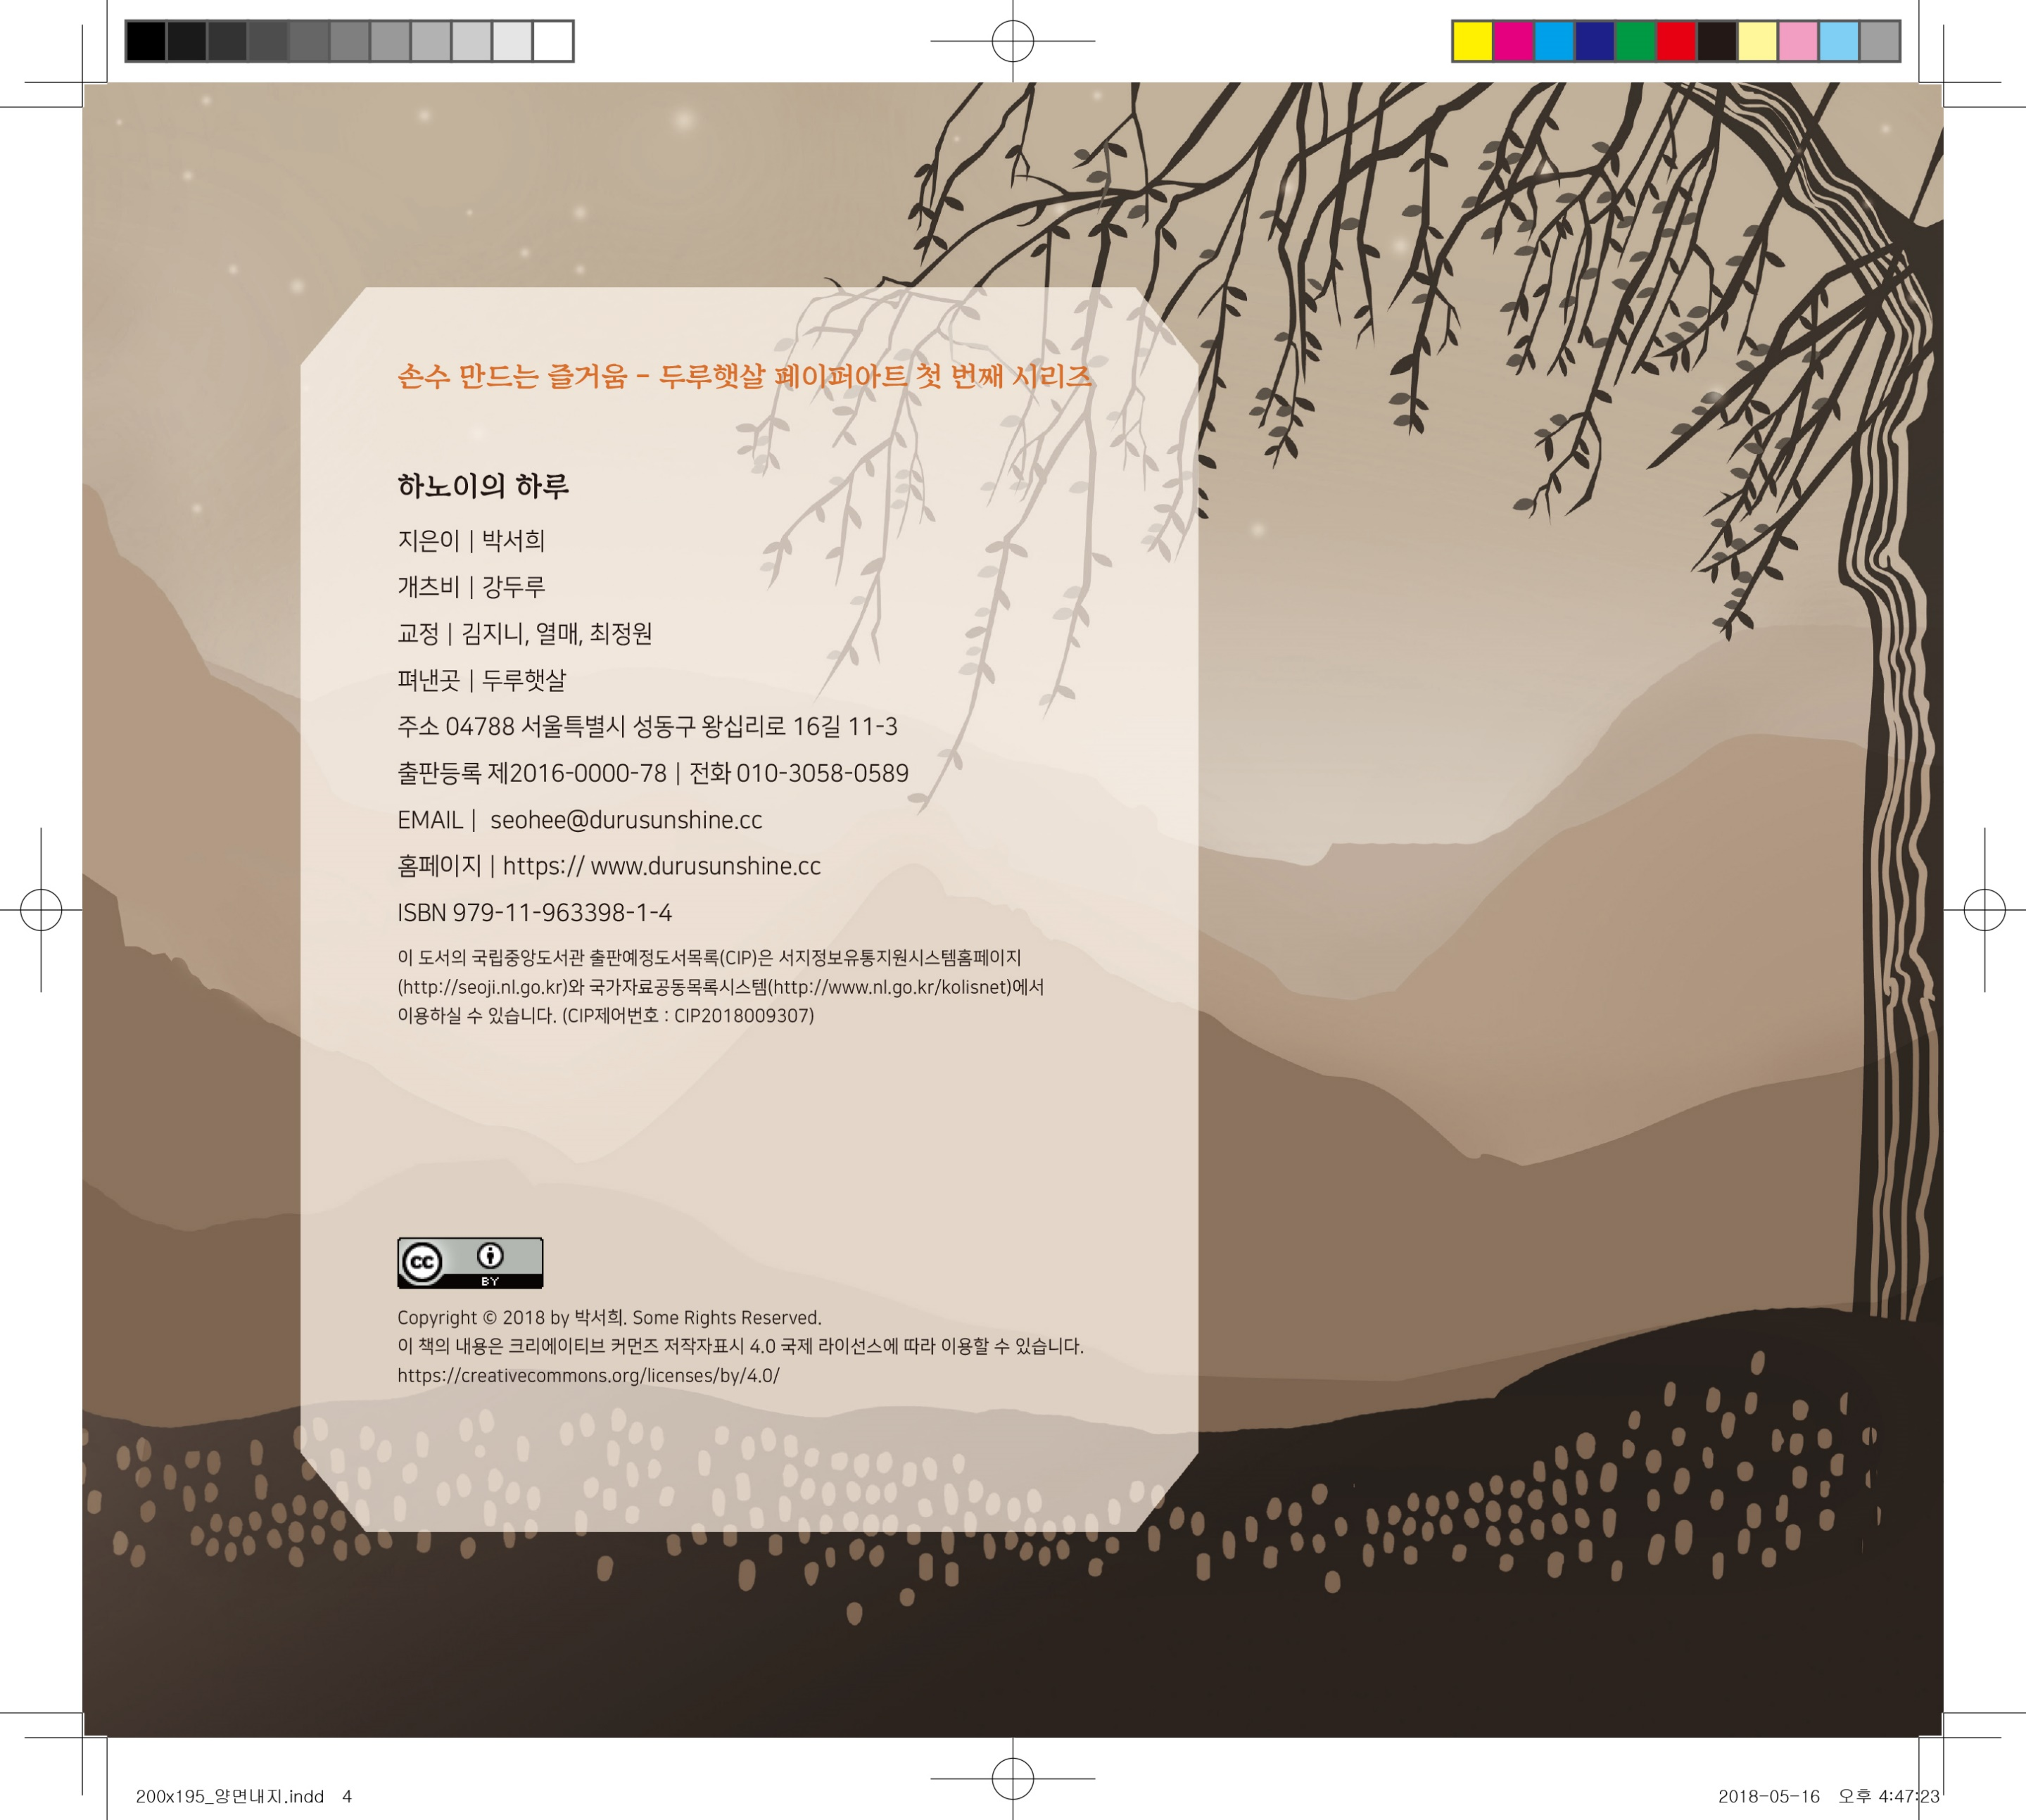 손수 만드는 즐거움 - 두루햇살 페이퍼아트 첫 번째 시리즈
하노이의 하루
지은이 | 박서희
개츠비 | 강두루
교정 | 김지니, 열매, 최정원
펴낸곳 | 두루햇살
주소 04788 서울특별시 성동구 왕십리로 16길 11-3
출판등록 제2016-0000-78 | 전화 010-3058-0589
EMAIL | seohee@durusunshine.cc
홈페이지 | https:// www.durusunshine.cc
ISBN 979-11-963398-1-4
이 도서의 국립중앙도서관 출판예정도서목록(CIP)은 서지정보유통지원시스템홈페이지
(http://seoji.nl.go.kr)와 국가자료공동목록시스템(http://www.nl.go.kr/kolisnet)에서
이용하실 수 있습니다. (CIP제어번호 : CIP2018009307)
cc BY
Copyright © 2018 by 박서희. Some Rights Reserved.
이 책의 내용은 크리에이티브 커먼즈 저작자표시 4.0 국제 라이선스에 따라 이용할 수 있습니다.
https://creativecommons.org/licenses/by/4.0/
200x195_양면내지.indd 4 2018-05-16 오후 4:47:23